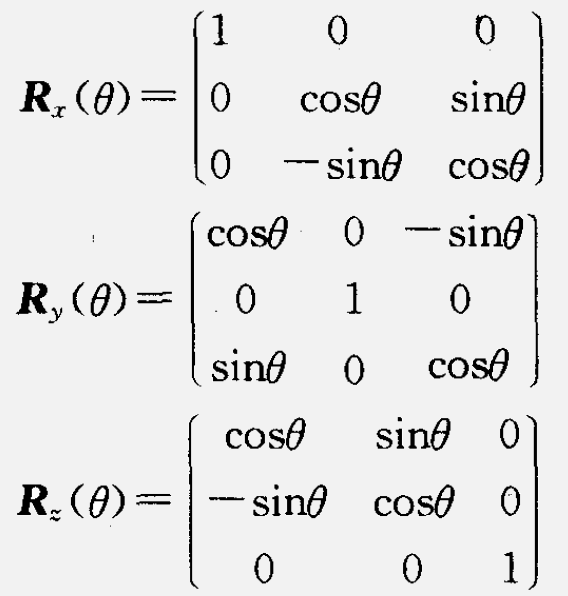 1 0 0
𝑹ₓ(θ)= 0 cosθ sinθ
0 −sinθ cosθ
cosθ 0 −sinθ
𝑹_y(θ)= 0 1 0
sinθ 0 cosθ
cosθ sinθ 0
𝑹_z(θ)= −sinθ cosθ 0
0 0 1